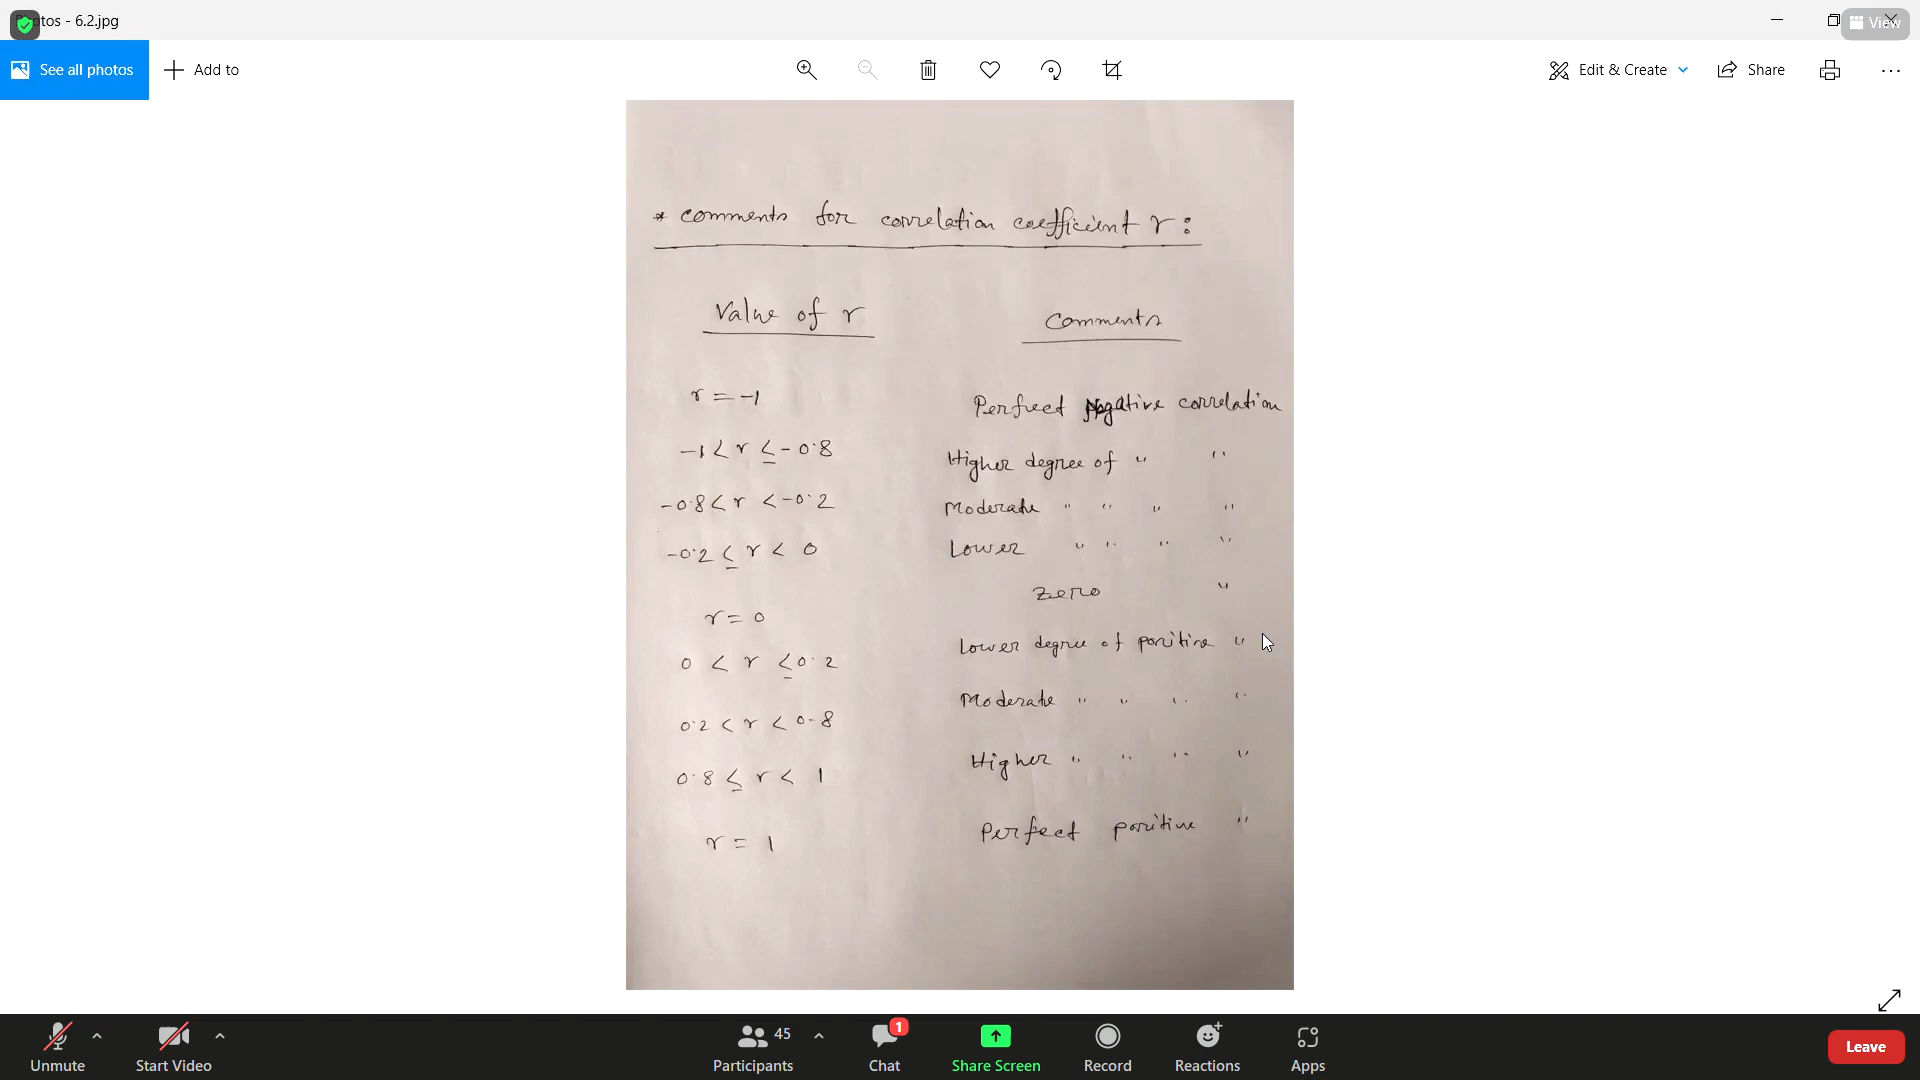 Photos - 6.2.jpg
View
See all photos
Add to
Edit & Create
Share
* comments for correlation coefficient r :
Value of r Comments
r = -1 Perfect Negative correlation
-1 < r ≤ -0.8 Higher degree of " "
-0.8 < r < -0.2 Moderate " " " "
-0.2 ≤ r < 0 Lower " " " "
r = 0 Zero "
0 < r ≤ 0.2 Lower degree of positive "
0.2 < r < 0.8 Moderate " " " "
0.8 ≤ r < 1 Higher " " " "
r = 1 Perfect positive "
Unmute
Start Video
45
Participants
1
Chat
Share Screen
Record
Reactions
Apps
Leave